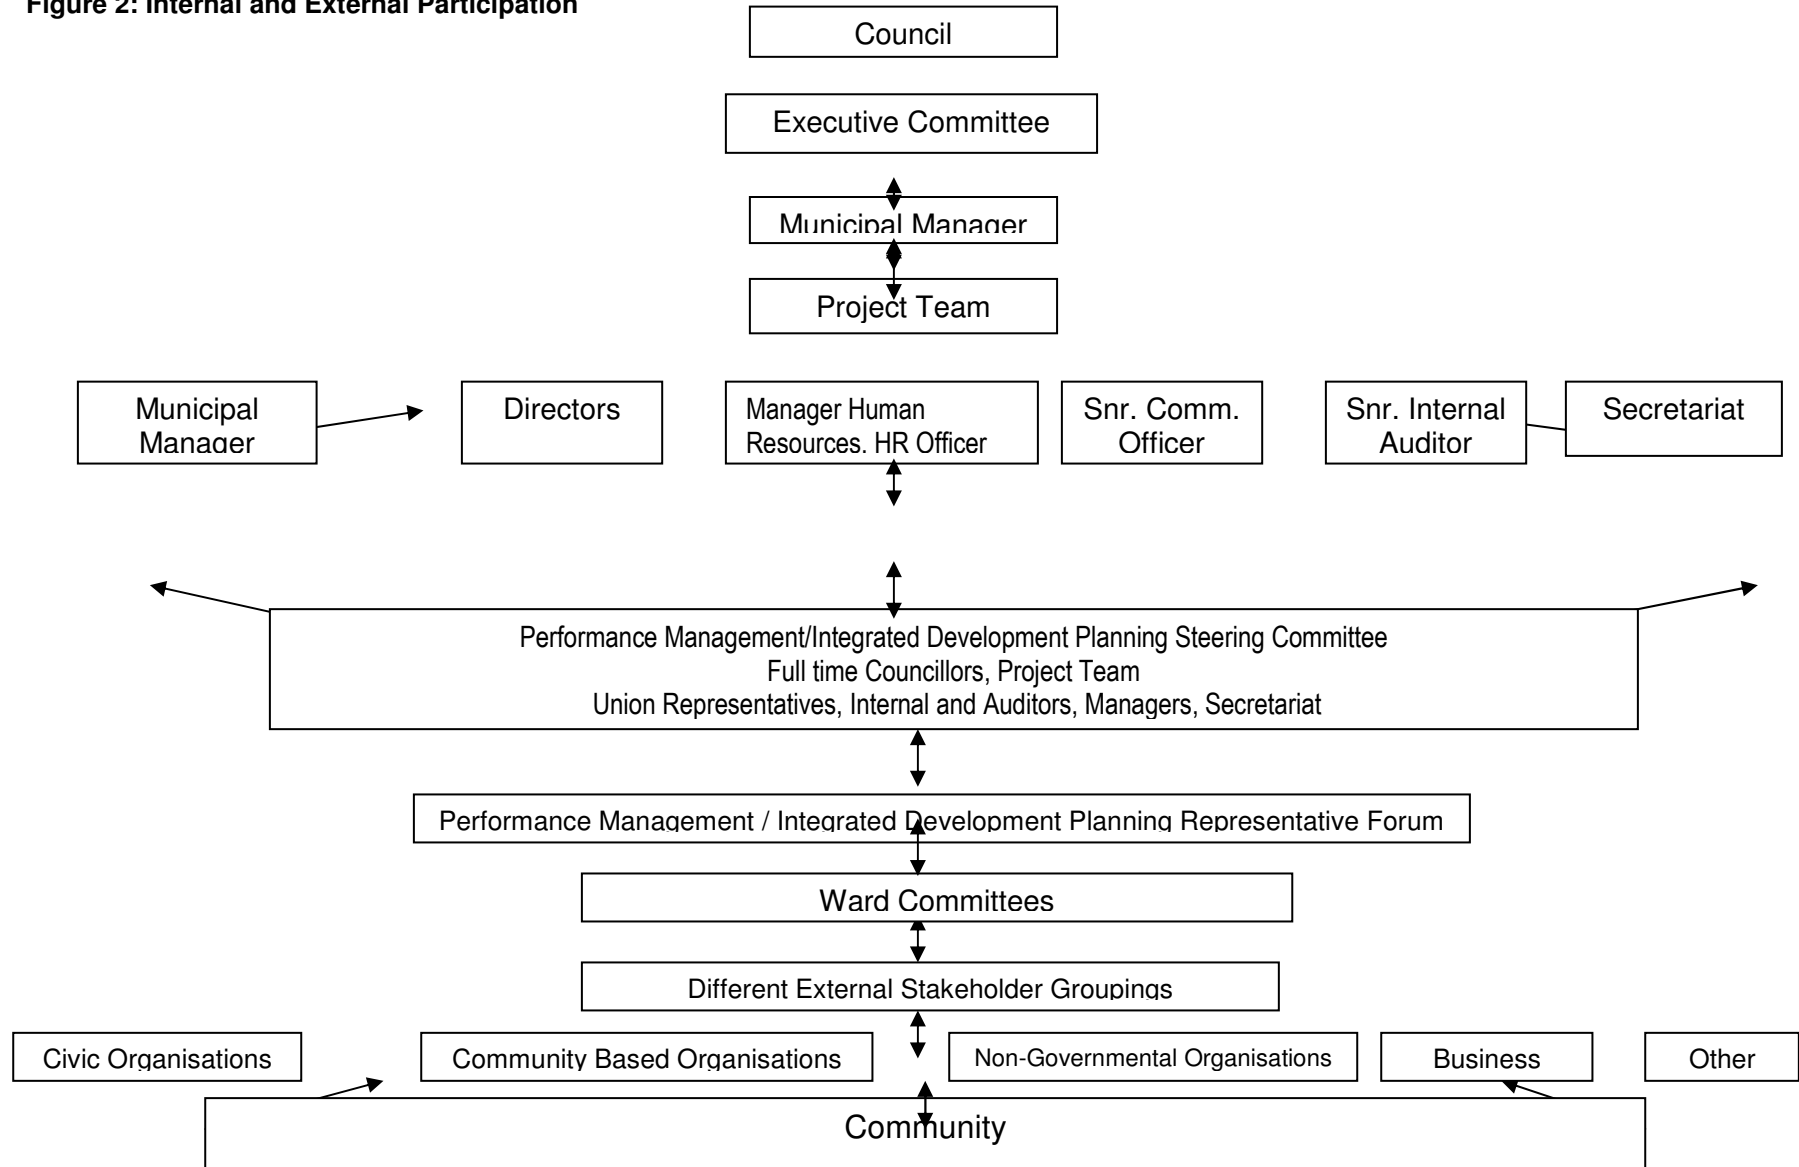 Figure 2: Internal and External Participation
Council
Executive Committee
Municipal Manager
Project Team
Municipal
Manager
Directors
Manager Human
Resources. HR Officer
Snr. Comm.
Officer
Snr. Internal
Auditor
Secretariat
Performance Management/Integrated Development Planning Steering Committee
Full time Councillors, Project Team
Union Representatives, Internal and Auditors, Managers, Secretariat
Performance Management / Integrated Development Planning Representative Forum
Ward Committees
Different External Stakeholder Groupings
Civic Organisations
Community Based Organisations
Non-Governmental Organisations
Business
Other
Community